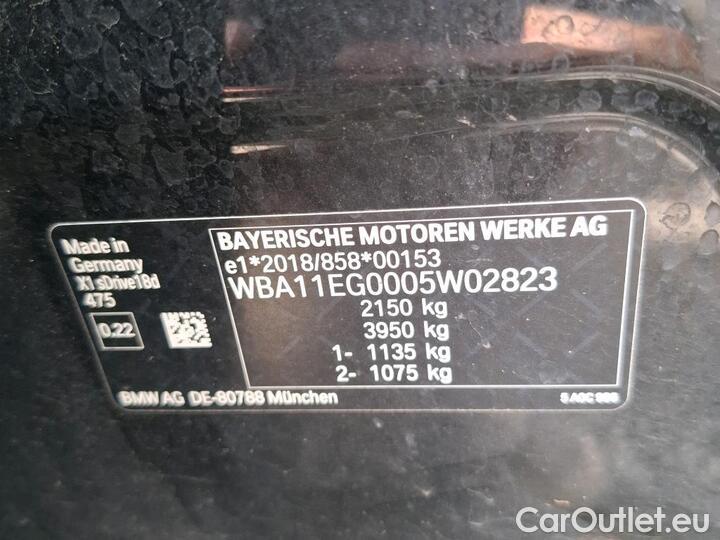 BAYERISCHE MOTOREN WERKE AG
e1*2018/858*00153
WBA11EG0005W02823
2150 kg
3950 kg
1- 1135 kg
2- 1075 kg
Made in
Germany
X1 sDrive18d
475
0.22
BMW AG DE-80788 München
CarOutlet.eu